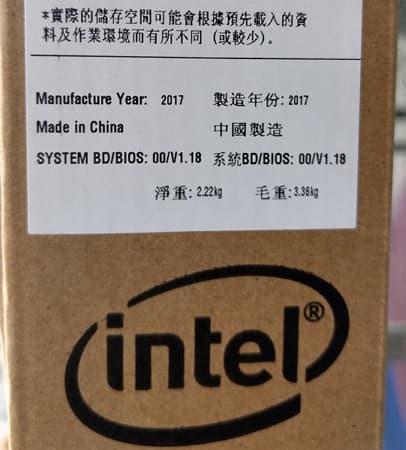 *實際的儲存空間可能會根據預先載入的資
料及作業環境而有所不同 (或較少)。
Manufacture Year: 2017 製造年份: 2017
Made in China 中國製造
SYSTEM BD/BIOS: 00/V1.18 系統BD/BIOS: 00/V1.18
淨重: 2.22kg 毛重: 3.36kg
intel®